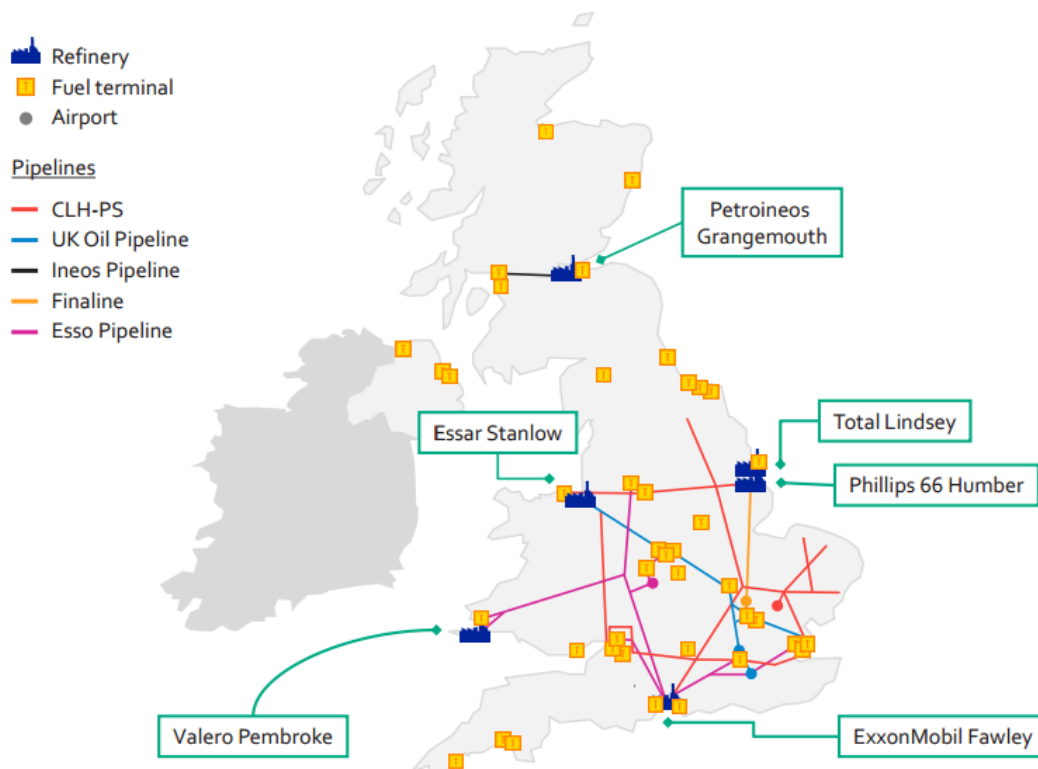 Refinery
Fuel terminal
Airport
Pipelines
CLH-PS
UK Oil Pipeline
Ineos Pipeline
Finaline
Esso Pipeline
Petroineos
Grangemouth
Essar Stanlow
Total Lindsey
Phillips 66 Humber
Valero Pembroke
ExxonMobil Fawley